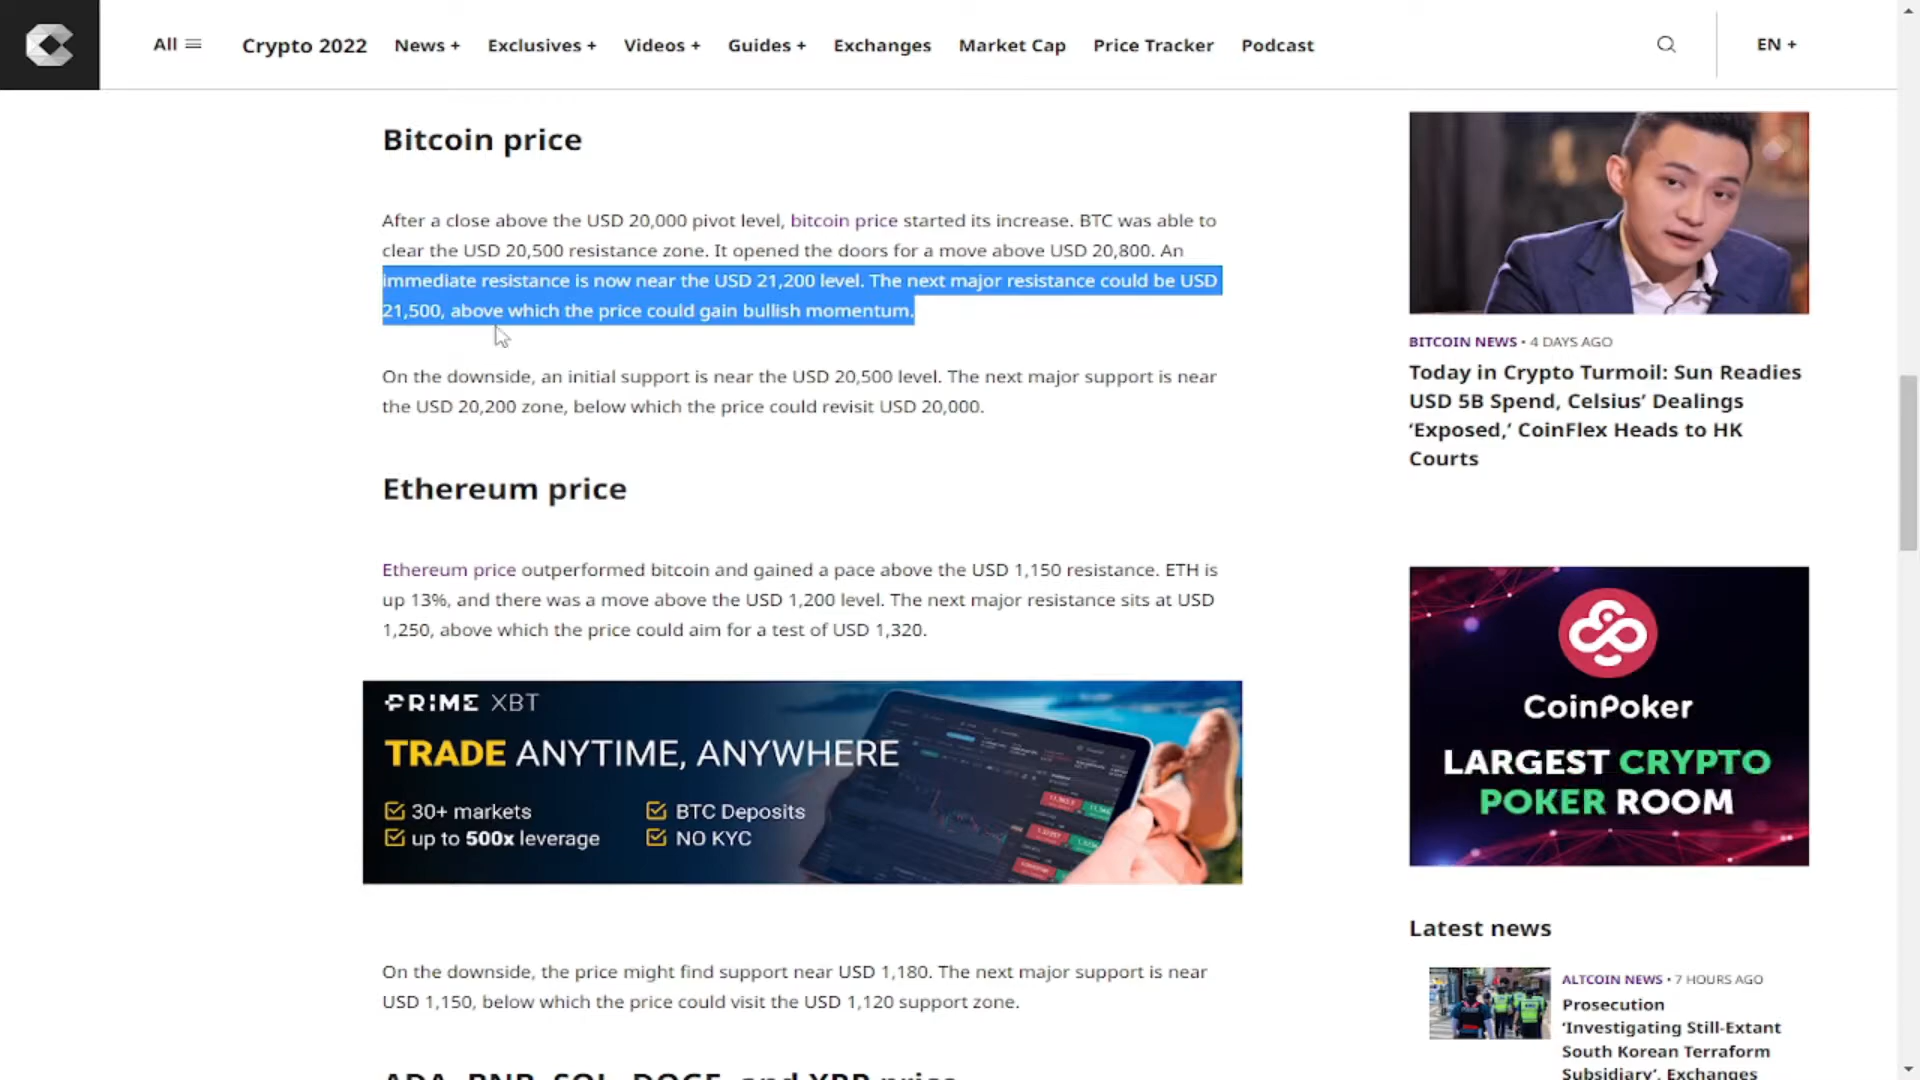 All
Crypto 2022
News +
Exclusives +
Videos +
Guides +
Exchanges
Market Cap
Price Tracker
Podcast
EN +
Bitcoin price
After a close above the USD 20,000 pivot level, bitcoin price started its increase. BTC was able to
clear the USD 20,500 resistance zone. It opened the doors for a move above USD 20,800. An
immediate resistance is now near the USD 21,200 level. The next major resistance could be USD
21,500, above which the price could gain bullish momentum.
On the downside, an initial support is near the USD 20,500 level. The next major support is near
the USD 20,200 zone, below which the price could revisit USD 20,000.
Ethereum price
Ethereum price outperformed bitcoin and gained a pace above the USD 1,150 resistance. ETH is
up 13%, and there was a move above the USD 1,200 level. The next major resistance sits at USD
1,250, above which the price could aim for a test of USD 1,320.
PRIME XBT
TRADE ANYTIME, ANYWHERE
30+ markets
BTC Deposits
up to 500x leverage
NO KYC
On the downside, the price might find support near USD 1,180. The next major support is near
USD 1,150, below which the price could visit the USD 1,120 support zone.
ADA, BNB, SOL, DOGE, and XRP price
BITCOIN NEWS • 4 DAYS AGO
Today in Crypto Turmoil: Sun Readies
USD 5B Spend, Celsius’ Dealings
‘Exposed,’ CoinFlex Heads to HK
Courts
CoinPoker
LARGEST CRYPTO
POKER ROOM
Latest news
ALTCOIN NEWS • 7 HOURS AGO
Prosecution
‘Investigating Still-Extant
South Korean Terraform
Subsidiary’, Exchanges